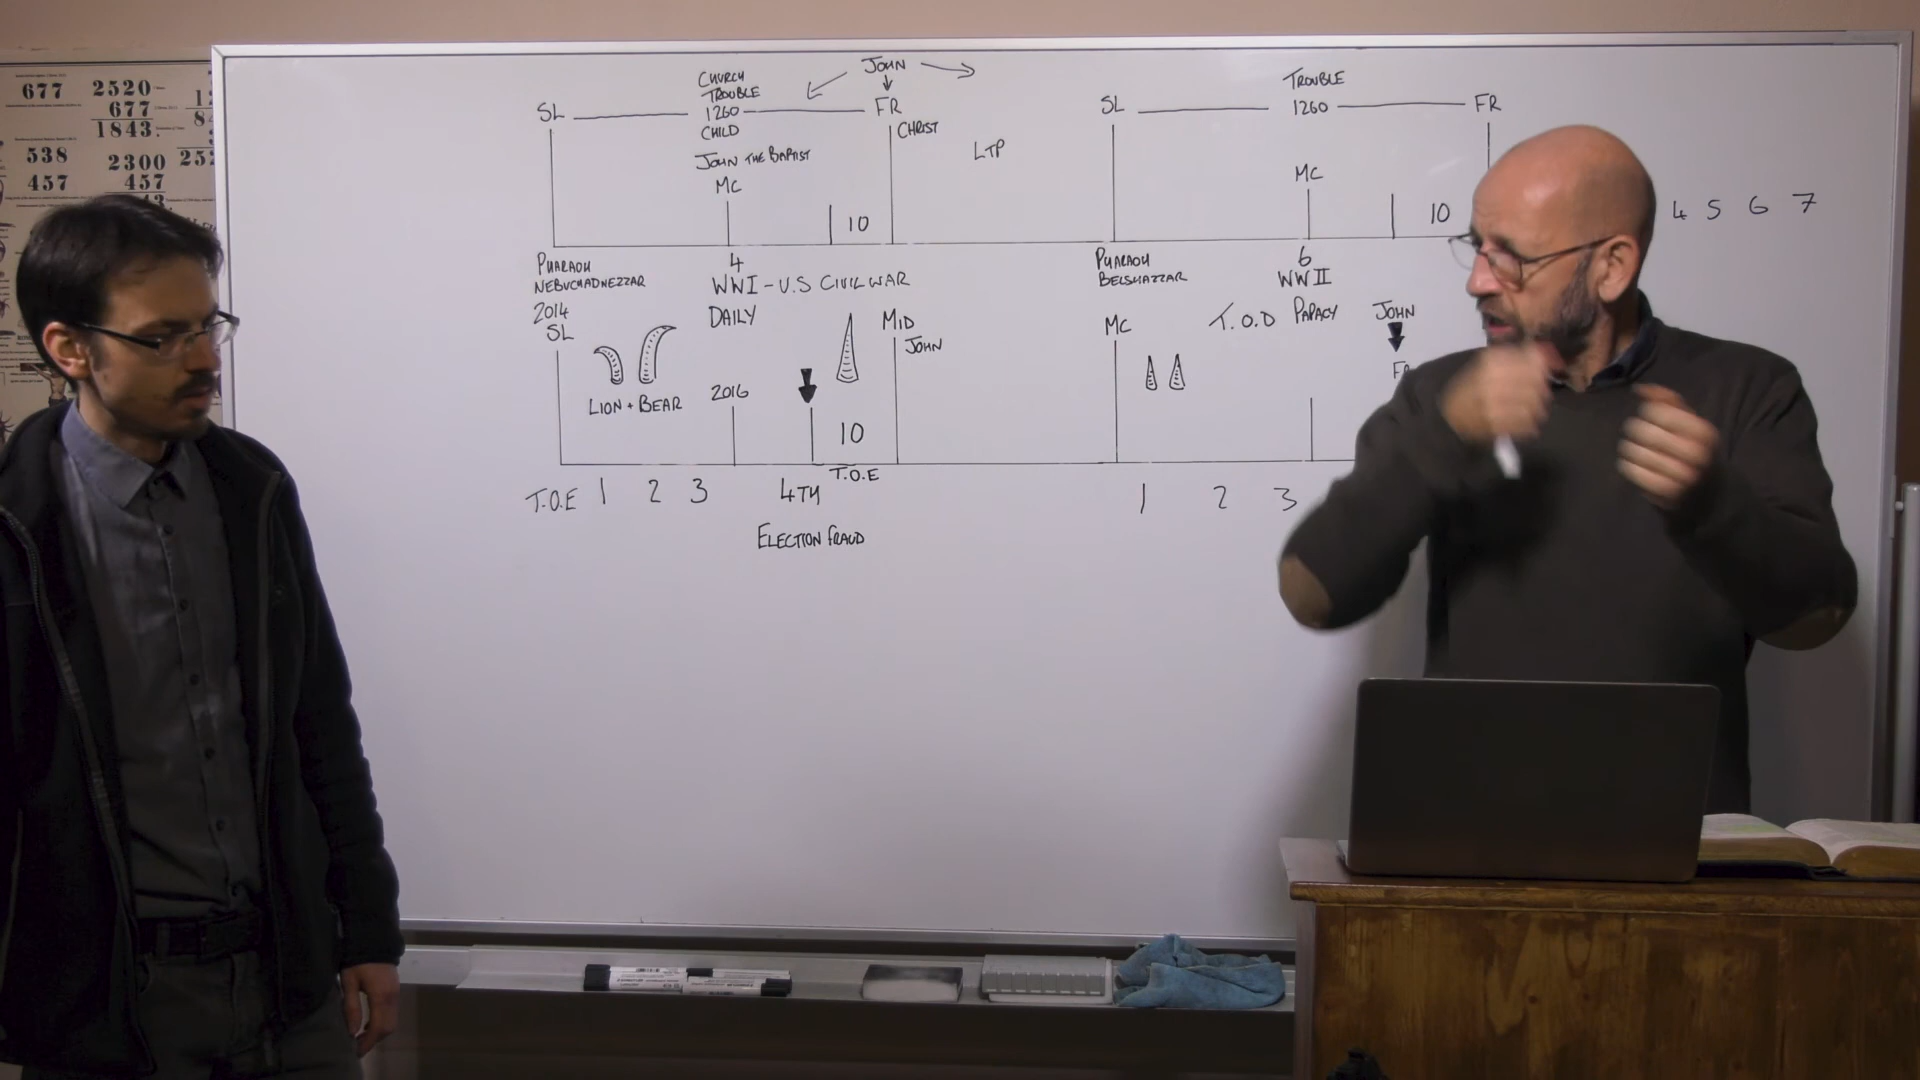 677
2520
677
1843.
538
2300
457
457
JOHN
CHURCH
TROUBLE
SL
1260
FR
CHILD
CHRIST
JOHN THE BAPTIST
MC
LTP
10
TROUBLE
SL
1260
FR
MC
10
4 5 6 7
PHARAOH
NEBUCHADNEZZAR
4
WWI - U.S CIVIL WAR
PHARAOH
BELSHAZZAR
6
WWII
2014
SL
DAILY
MID
JOHN
LION + BEAR
2016
10
MC
T.O.D
PAPACY
JOHN
T.O.E 1 2 3 4TH
T.O.E
1 2 3
ELECTION FRAUD